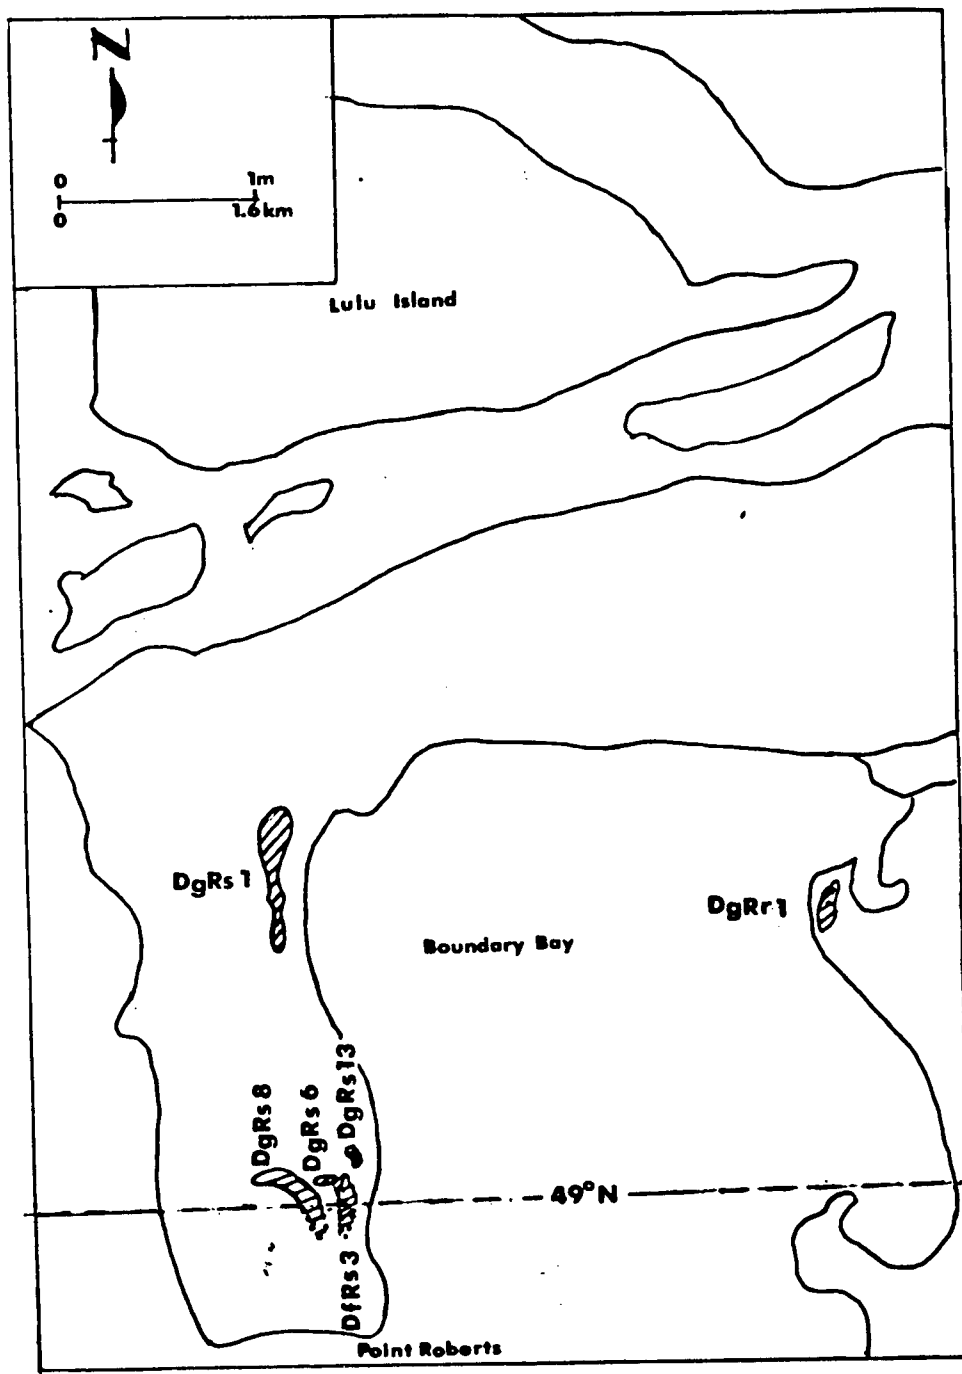 N
0 1m
0 1.6km
Lulu Island
DgRs 1
DgRr 1
Boundary Bay
DgRs 8
DgRs 6
DgRs 13
49°N
DfRs 3
Point Roberts